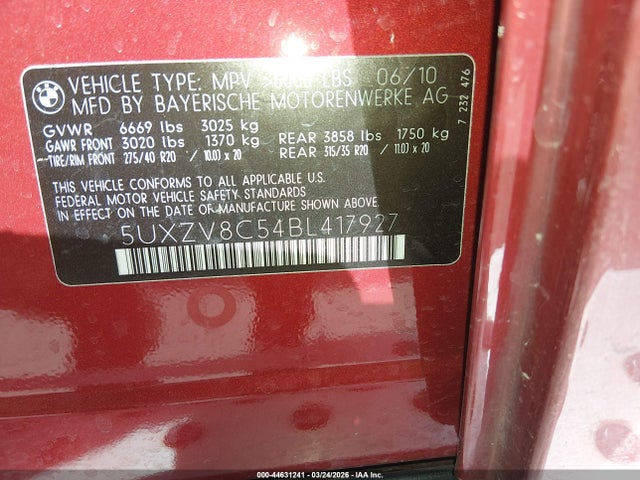 BMW
VEHICLE TYPE: MPV LBS 06/10
MFD BY BAYERISCHE MOTORENWERKE AG
7 232 476
GVWR 6669 lbs 3025 kg
GAWR FRONT 3020 lbs 1370 kg REAR 3858 lbs 1750 kg
TIRE/RIM FRONT 275/40 R20 / 10.0J x 20 REAR 315/35 R20 / 11.0J x 20
THIS VEHICLE CONFORMS TO ALL APPLICABLE U.S.
FEDERAL MOTOR VEHICLE SAFETY STANDARDS
IN EFFECT ON THE DATE OF MANUFACTURE
5UXZV8C54BL417927
000-44631241 - 03/24/2026 - IAA Inc.